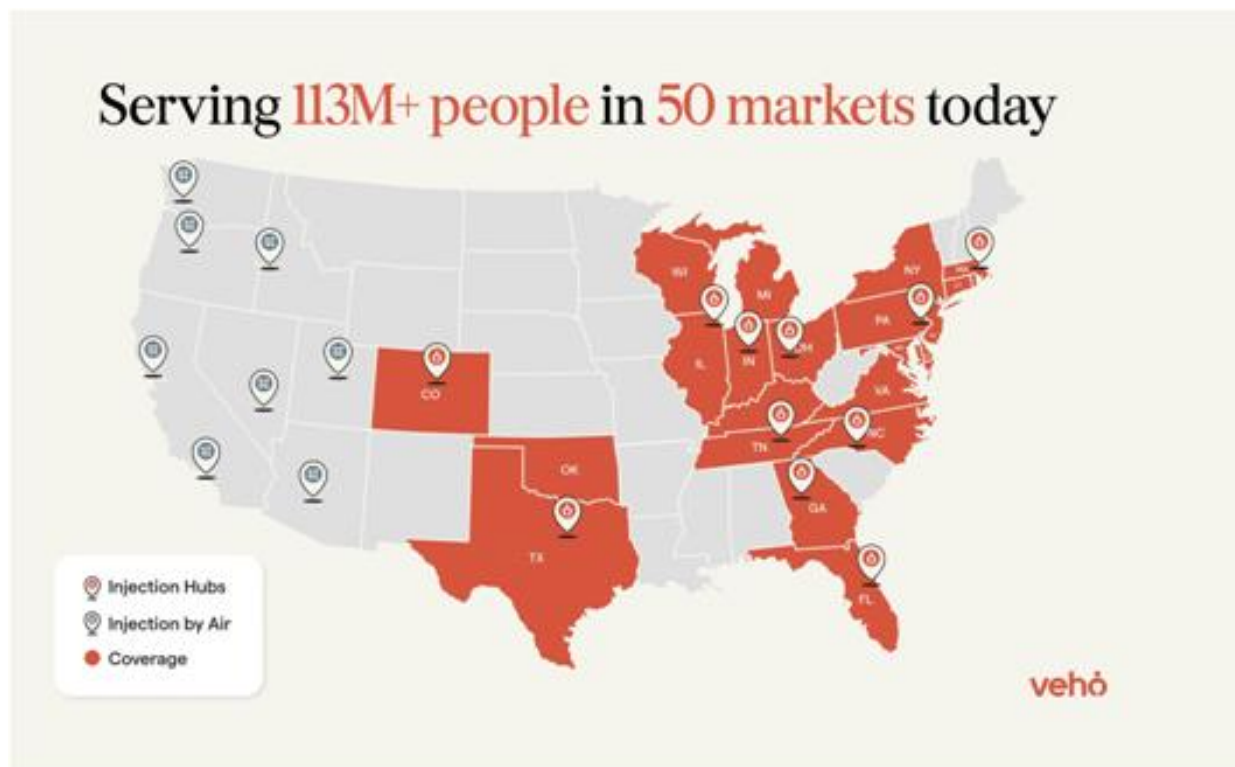 Serving 113M+ people in 50 markets today
WI
MI
NY
MA
PA
IL
IN
OH
CO
VA
TN
NC
OK
GA
TX
FL
Injection Hubs
Injection by Air
Coverage
veho